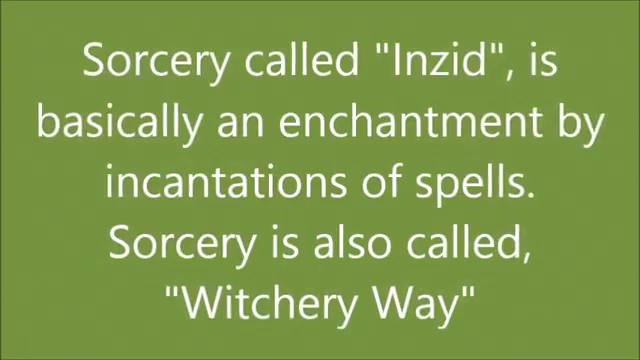 Sorcery called "Inzid", is
basically an enchantment by
incantations of spells.
Sorcery is also called,
"Witchery Way"